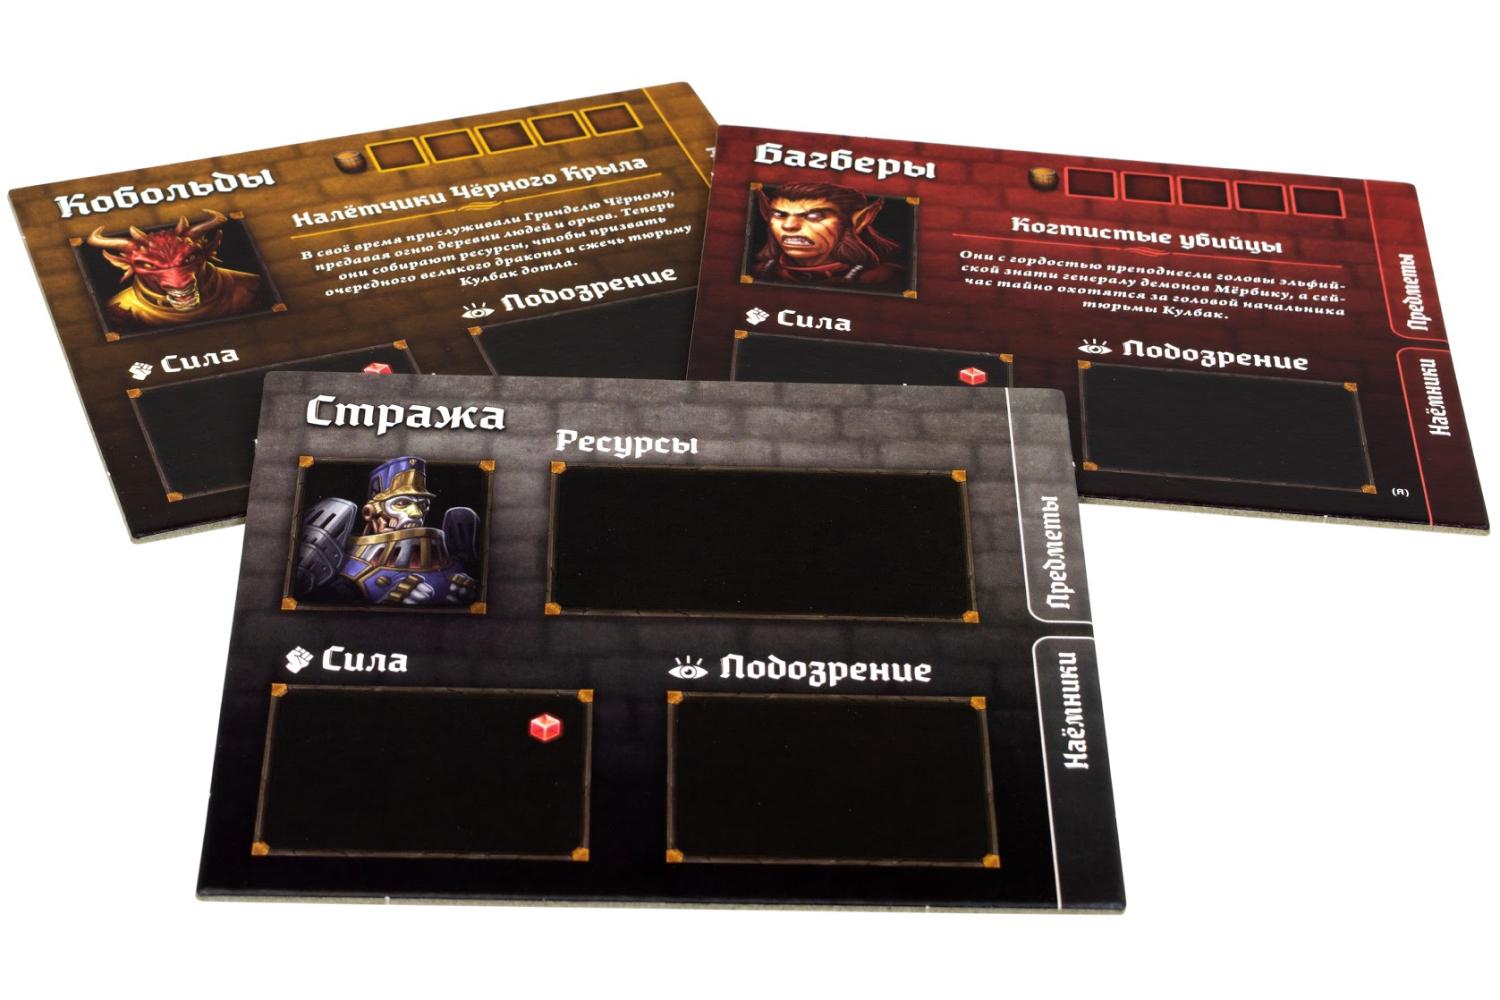 Кобольды
Налётчики Чёрного Крыла
В своё время прислуживали Гринделю Чёрному,
предавая огню деревни людей и орков. Теперь
они собирают ресурсы, чтобы призвать
очередного великого дракона и сжечь тюрьму
Кулбак дотла.
Сила
Подозрение
Багберы
Когтистые убийцы
Они с гордостью преподнесли головы эльфий-
ской знати генералу демонов Мёрбику, а сей-
час тайно охотятся за головой начальника
тюрьмы Кулбак.
Сила
Подозрение
Предметы
Наёмники
(A)
Стража
Ресурсы
Сила
Подозрение
Предметы
Наёмники